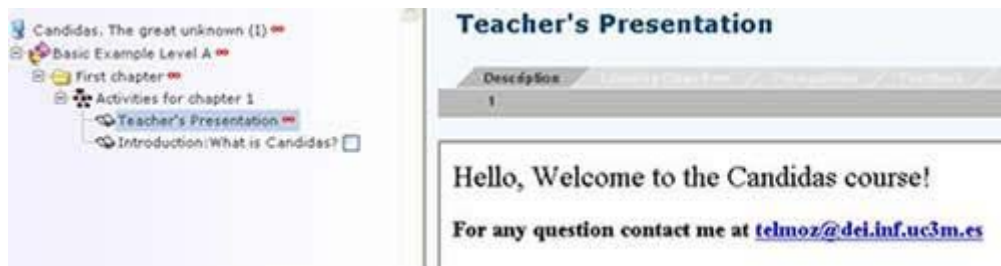 Candidas. The great unknown (1)
Basic Example Level A
First chapter
Activities for chapter 1
Teacher's Presentation
Introduction:What is Candidas?
Teacher's Presentation
Description
1
Hello, Welcome to the Candidas course!
For any question contact me at telmoz@dei.inf.uc3m.es